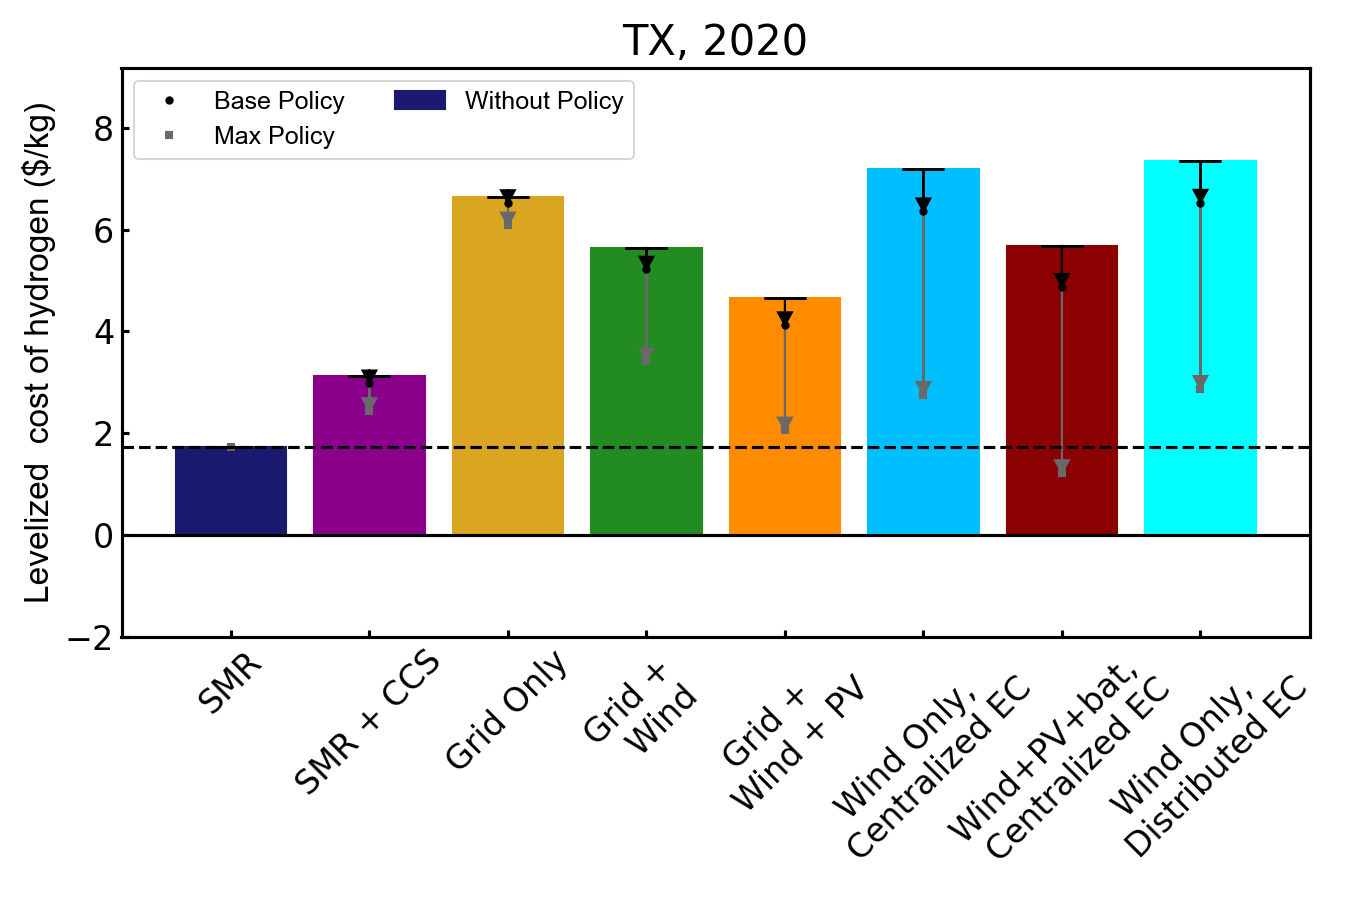 TX, 2020
Base Policy
Max Policy
Without Policy
Levelized  cost of hydrogen ($/kg)
8
6
4
2
0
−2
SMR
SMR + CCS
Grid Only
Grid +
Wind
Grid +
Wind + PV
Wind Only,
Centralized EC
Wind+PV+bat,
Centralized EC
Wind Only,
Distributed EC